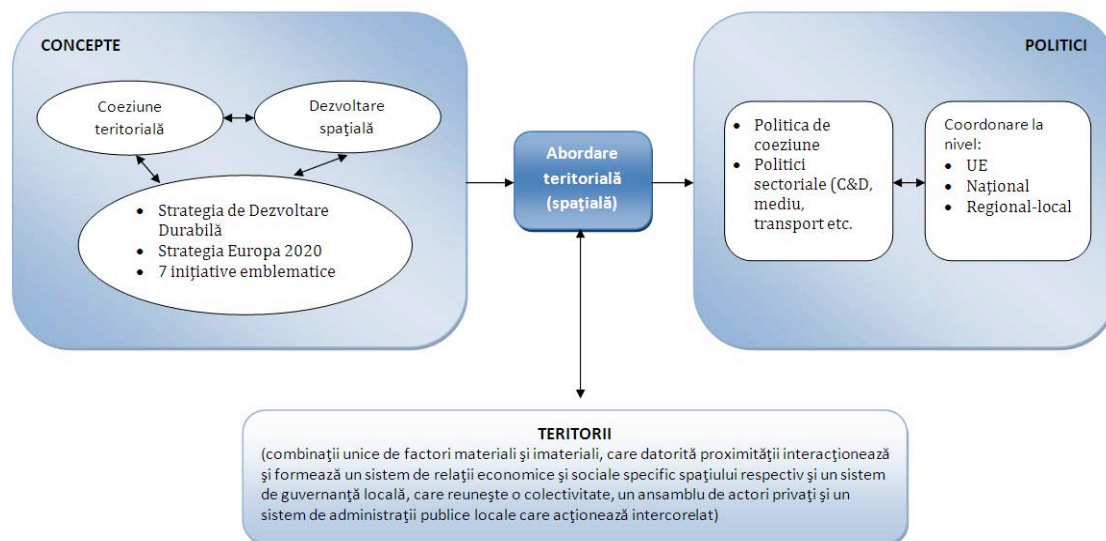 CONCEPTE
Coeziune
teritorială
Dezvoltare
spaţială
• Strategia de Dezvoltare
Durabilă
• Strategia Europa 2020
• 7 iniţiative emblematice
Abordare
teritorială
(spaţială)
POLITICI
• Politica de
coeziune
• Politici
sectoriale (C&D,
mediu,
transport etc.
Coordonare la
nivel:
• UE
• Naţional
• Regional-local
TERITORII
(combinaţii unice de factori materiali şi imateriali, care datorită proximităţii interacţionează
şi formează un sistem de relaţii economice şi sociale specific spaţiului respectiv şi un sistem
de guvernanţă locală, care reuneşte o colectivitate, un ansamblu de actori privaţi şi un
sistem de administraţii publice locale care acţionează intercorelat)